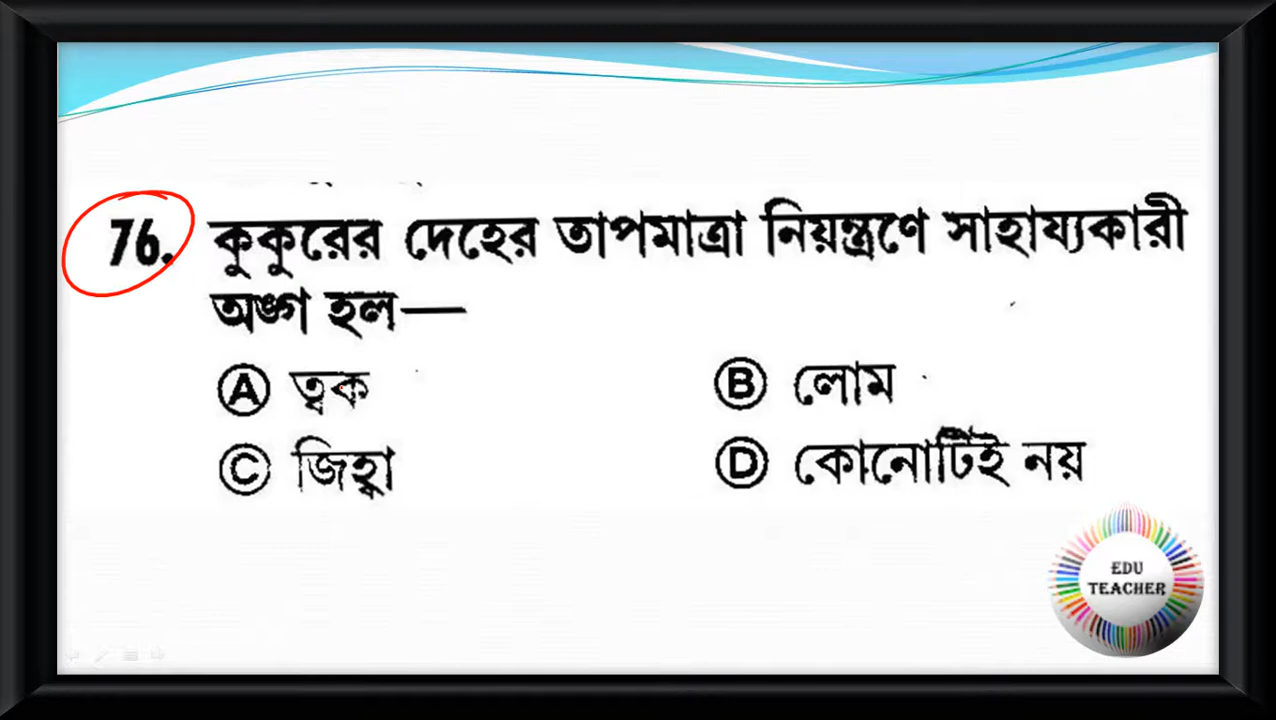 76. কুকুরের দেহের তাপমাত্রা নিয়ন্ত্রণে সাহায্যকারী
অঙ্গ হল—
Ⓐ ত্বক Ⓑ লোম
Ⓒ জিহ্বা Ⓓ কোনোটিই নয়
EDU
TEACHER